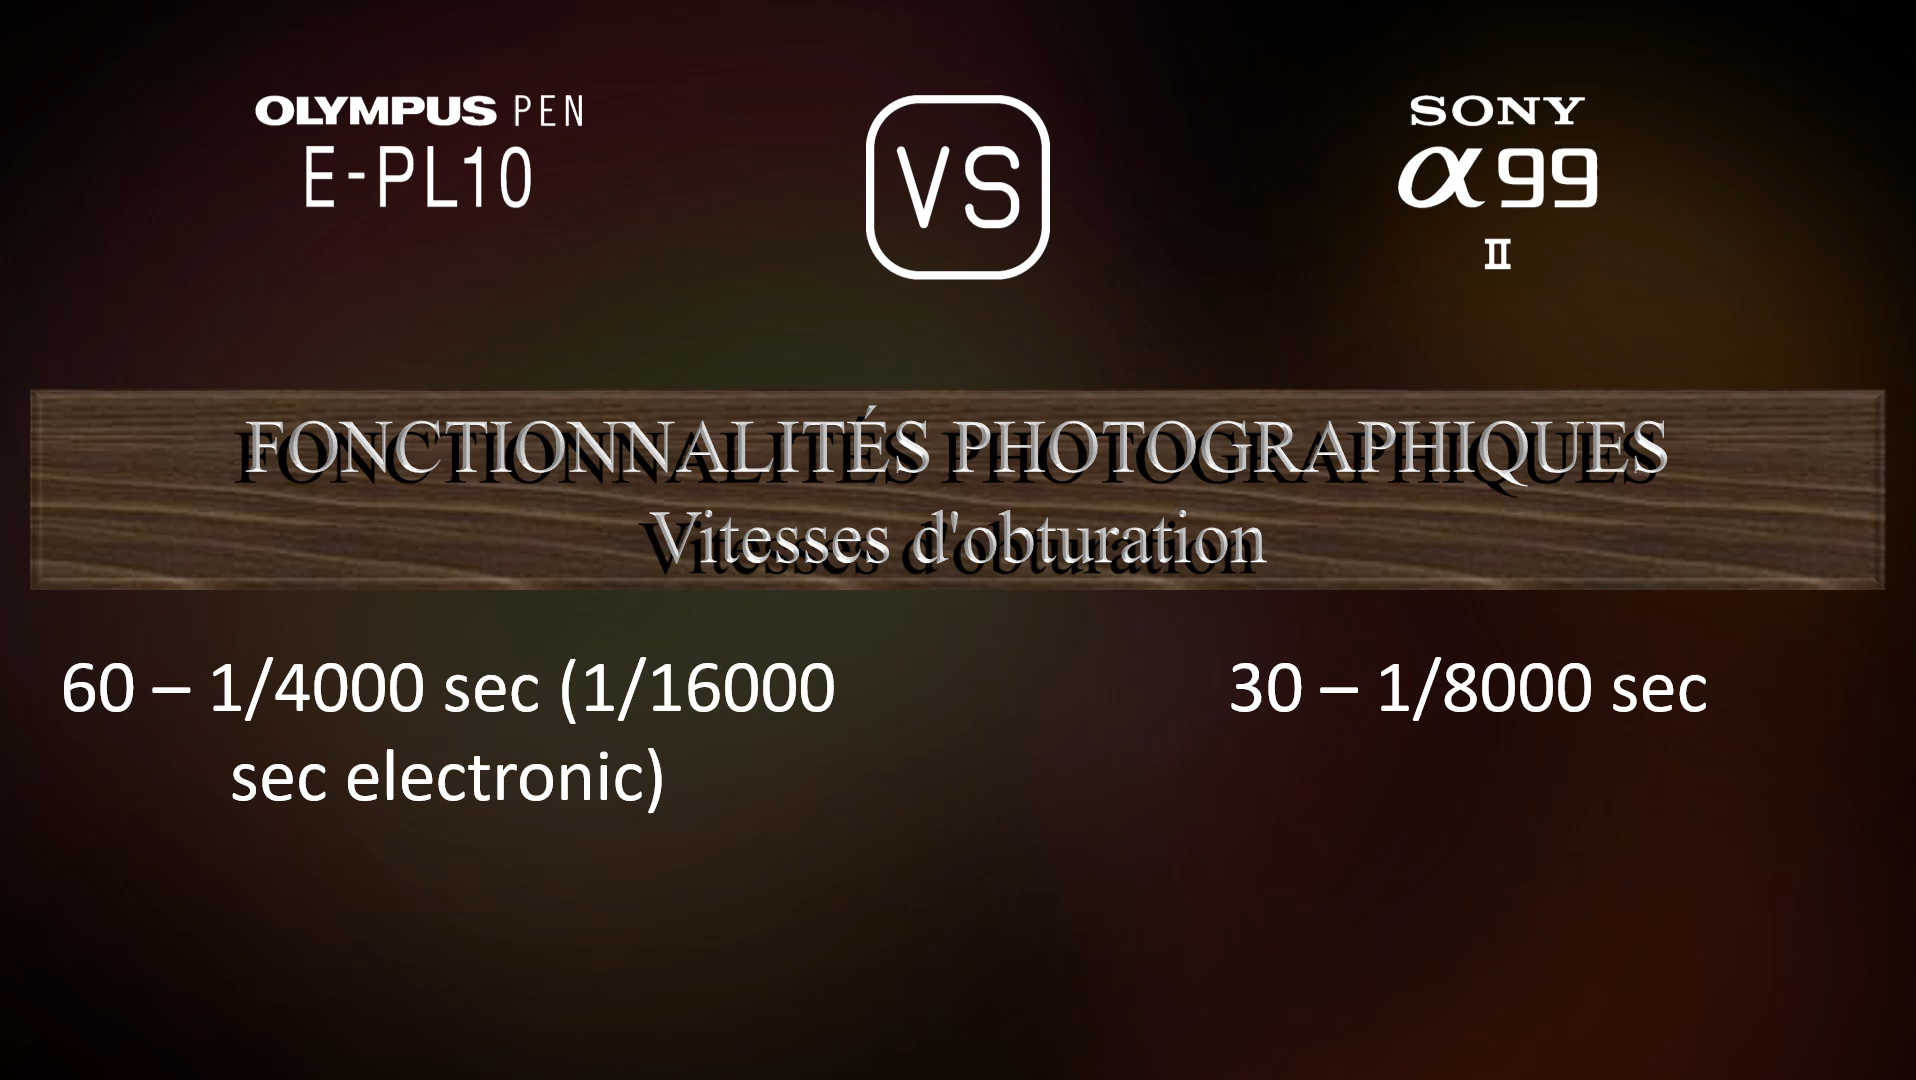 OLYMPUS PEN
E-PL10
VS
SONY
α99
II
FONCTIONNALITÉS PHOTOGRAPHIQUES
Vitesses d'obturation
60 – 1/4000 sec (1/16000
sec electronic)
30 – 1/8000 sec